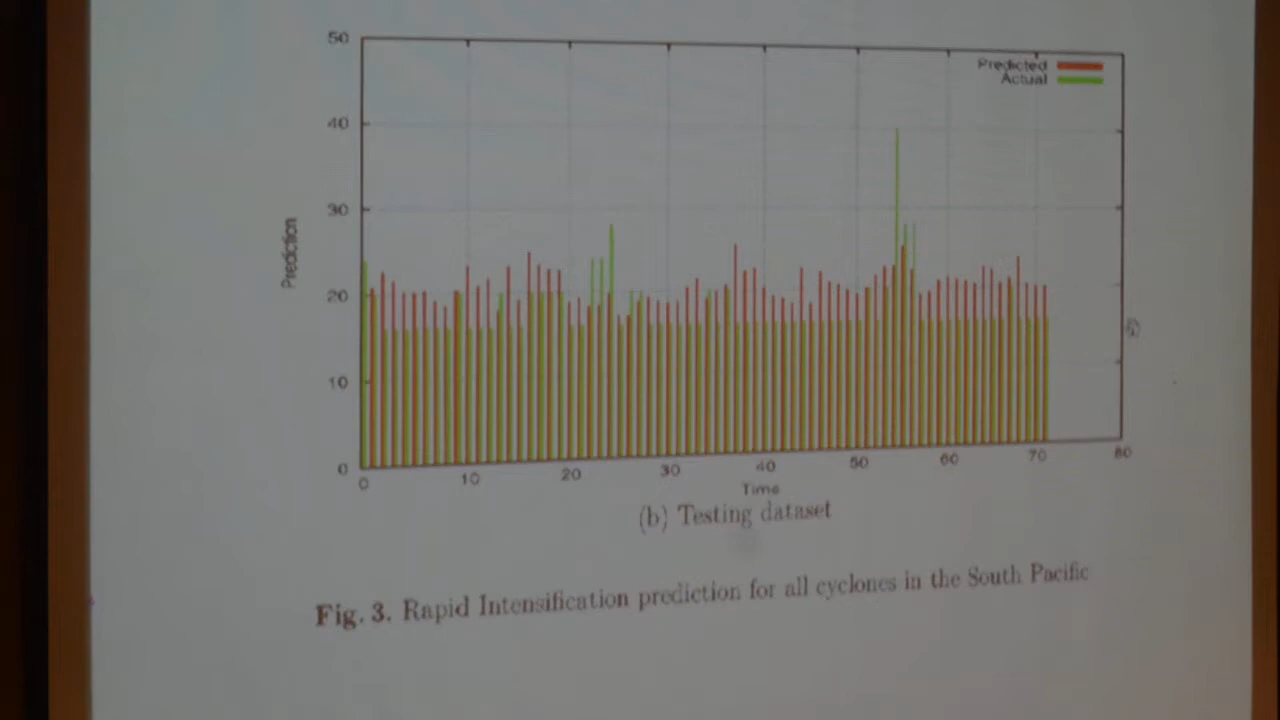 50
Predicted
Actual
40
30
Prediction
20
10
0
0 10 20 30 40 50 60 70 80
Time
(b) Testing dataset
Fig. 3. Rapid Intensification prediction for all cyclones in the South Pacific